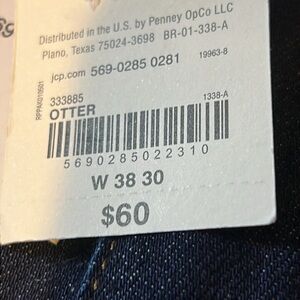 Distributed in the U.S. by Penney OpCo LLC
Plano, Texas 75024-3698 BR-01-338-A
jcp.com 569-0285 0281 19963-8
333885 1338-A
OTTER
5690285022310
W 38 30
$60